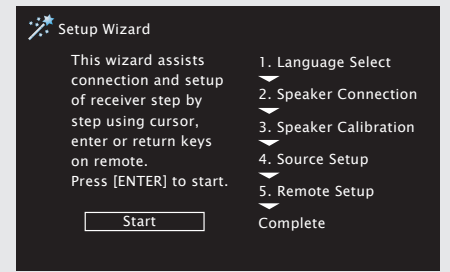 Setup Wizard
This wizard assists
connection and setup
of receiver step by
step using cursor,
enter or return keys
on remote.
Press [ENTER] to start.
Start
1. Language Select
2. Speaker Connection
3. Speaker Calibration
4. Source Setup
5. Remote Setup
Complete